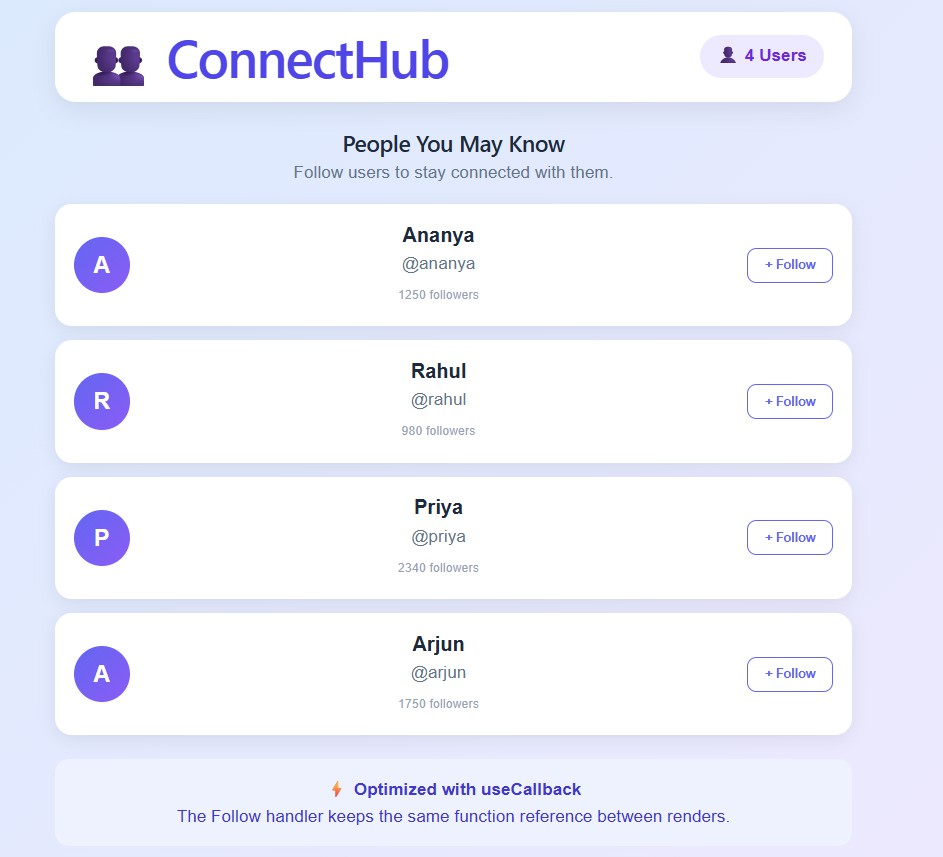 ConnectHub
4 Users
People You May Know
Follow users to stay connected with them.
A
Ananya
@ananya
1250 followers
+ Follow
R
Rahul
@rahul
980 followers
+ Follow
P
Priya
@priya
2340 followers
+ Follow
A
Arjun
@arjun
1750 followers
+ Follow
⚡ Optimized with useCallback
The Follow handler keeps the same function reference between renders.